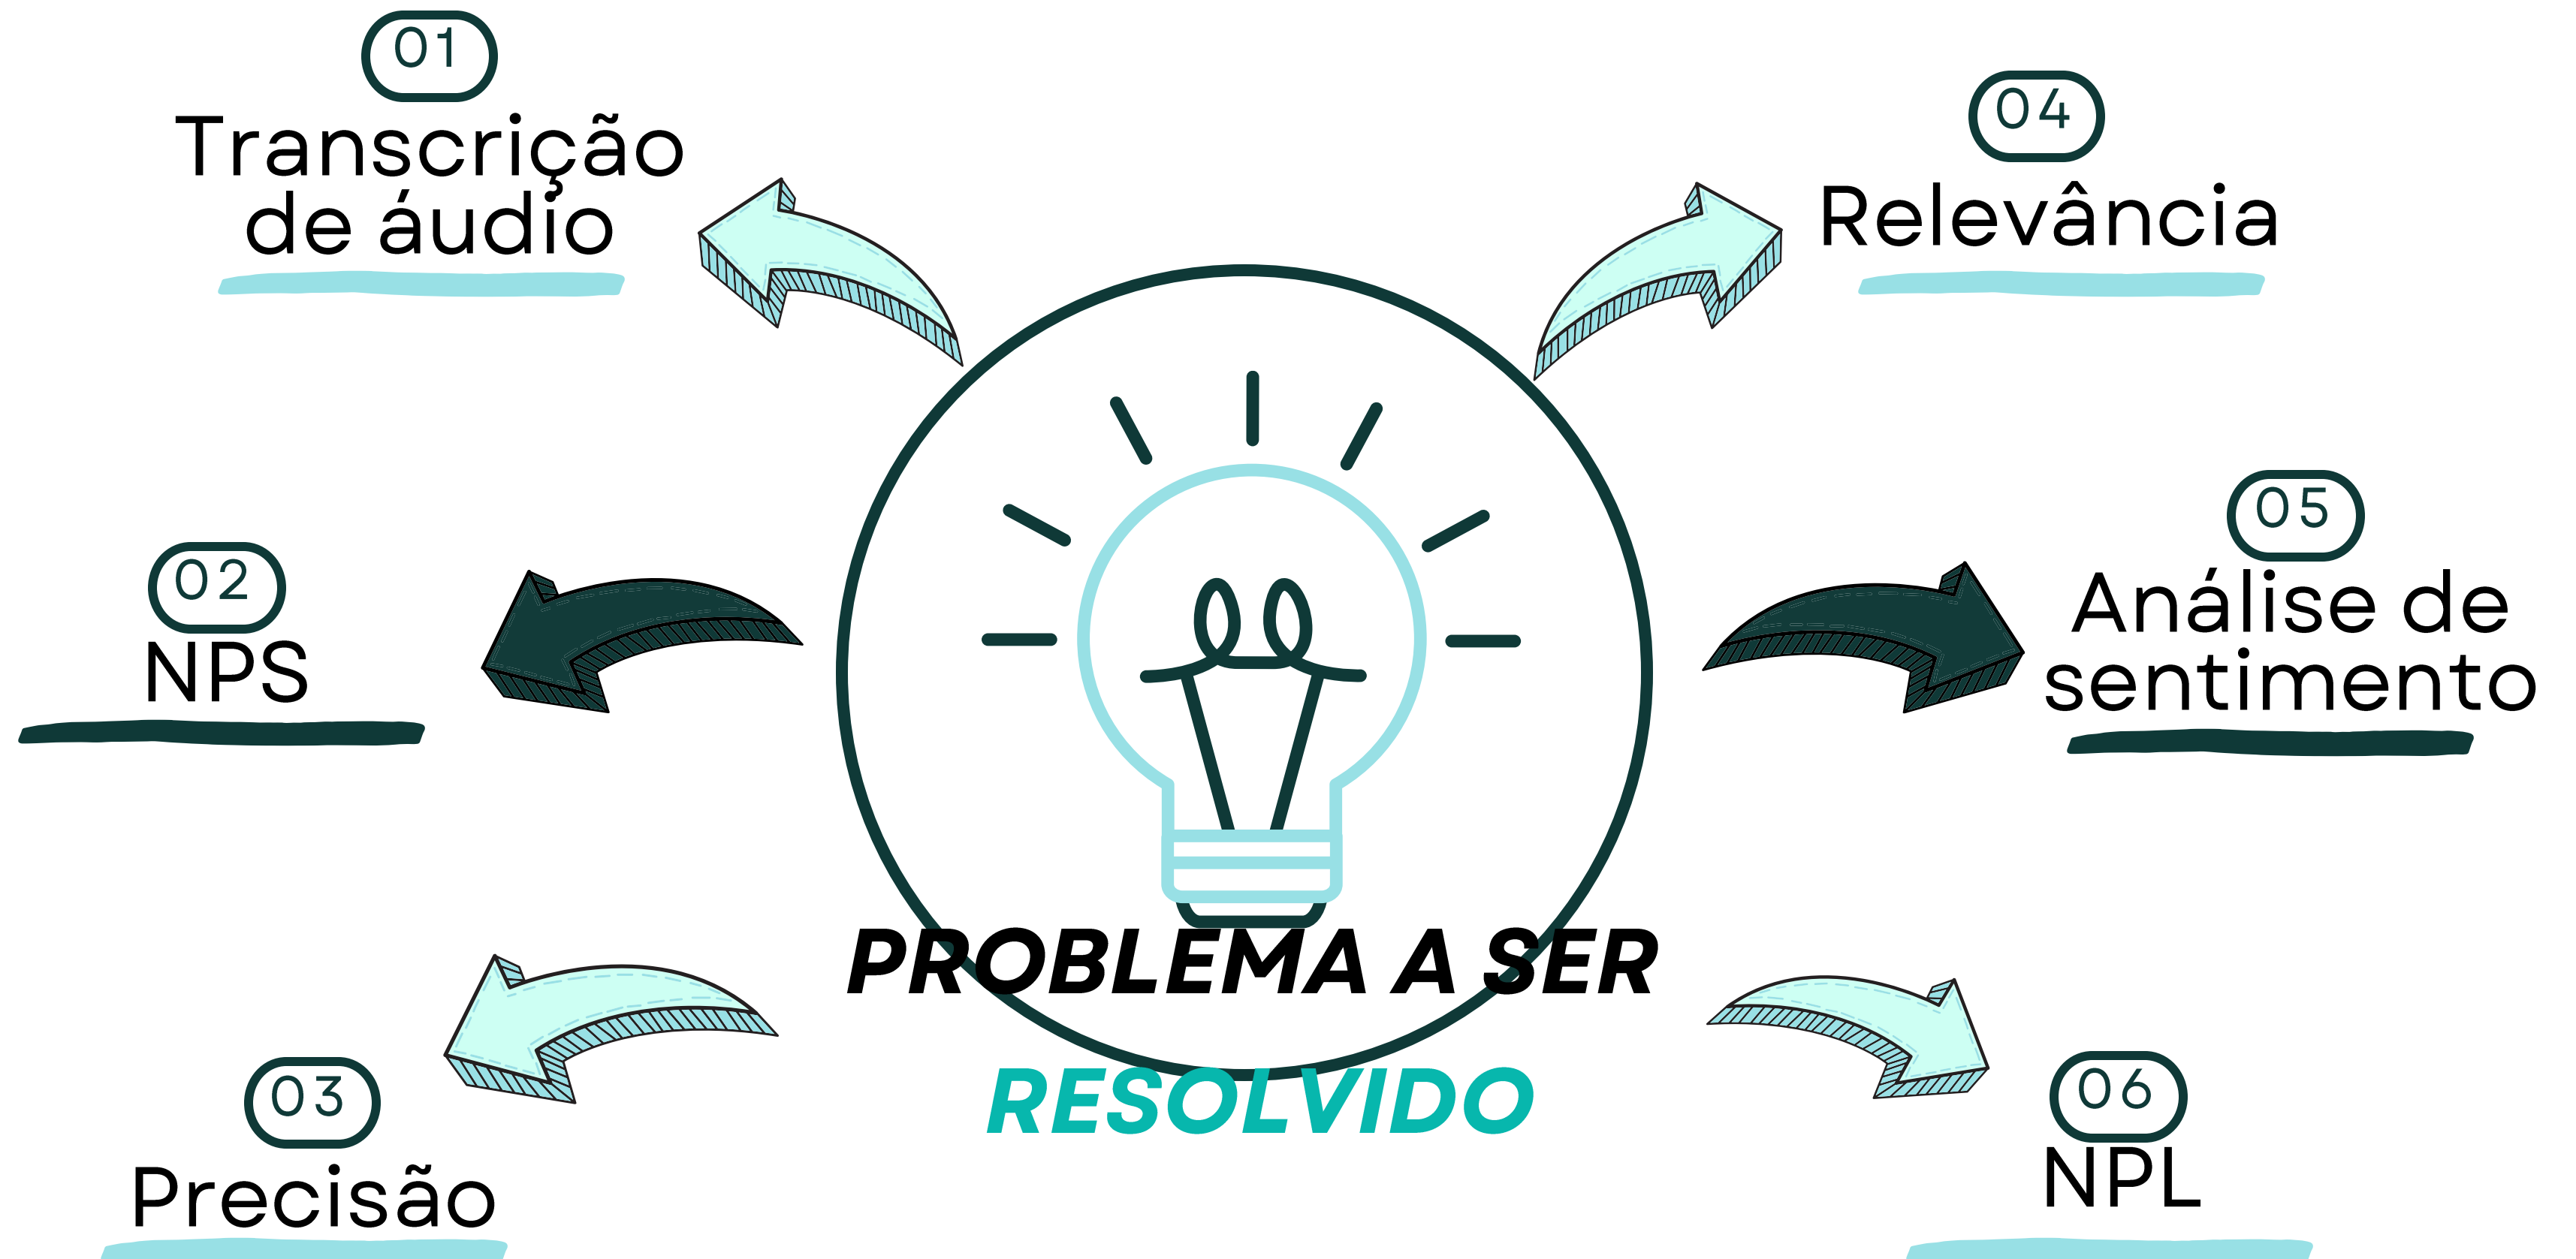 01
Transcrição
de áudio
02
NPS
03
Precisão
PROBLEMA A SER
RESOLVIDO
04
Relevância
05
Análise de
sentimento
06
NPL